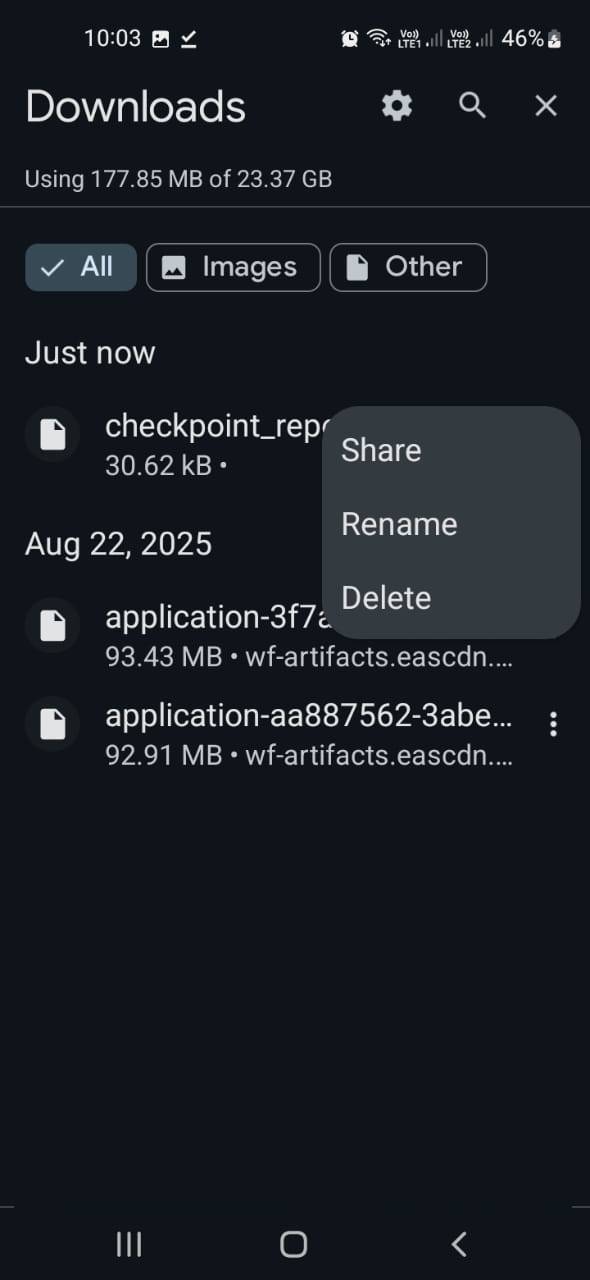 10:03
Vo)) LTE1 Vo)) LTE2 46%
Downloads
Using 177.85 MB of 23.37 GB
All Images Other
Just now
checkpoint_repo
30.62 kB •
Share
Rename
Aug 22, 2025
Delete
application-3f7a
93.43 MB • wf-artifacts.eascdn....
application-aa887562-3abe...
92.91 MB • wf-artifacts.eascdn....